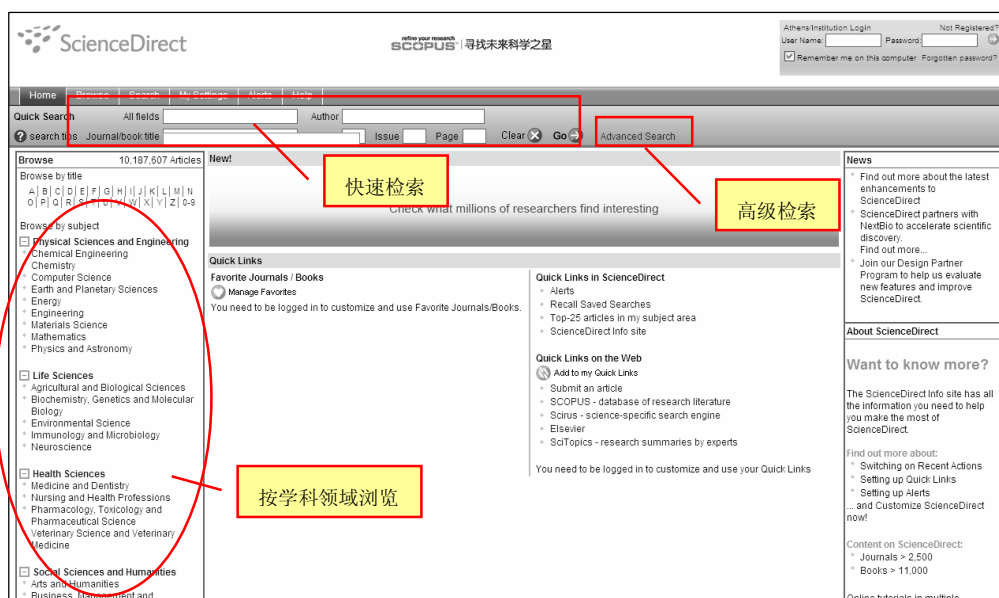 ScienceDirect
refine your research
SCOPUS™ 寻找未来科学之星
Athens/Institution Login Not Registered?
User Name: Password:
Remember me on this computer Forgotten password?
Home Browse Search My Settings Alerts Help
Quick Search All fields Author
search tips Journal/book title Issue Page Clear Go Advanced Search
快速检索
高级检索
Browse 10,187,607 Articles
Browse by title
A B C D E F G H I J K L M N
O P Q R S T U V W X Y Z 0-9
Browse by subject
Physical Sciences and Engineering
Chemical Engineering
Chemistry
Computer Science
Earth and Planetary Sciences
Energy
Engineering
Materials Science
Mathematics
Physics and Astronomy
Life Sciences
Agricultural and Biological Sciences
Biochemistry, Genetics and Molecular
Biology
Environmental Science
Immunology and Microbiology
Neuroscience
Health Sciences
Medicine and Dentistry
Nursing and Health Professions
Pharmacology, Toxicology and
Pharmaceutical Science
Veterinary Science and Veterinary
Medicine
Social Sciences and Humanities
Arts and Humanities
Business, Management and
按学科领域浏览
New!
Check what millions of researchers find interesting
Quick Links
Favorite Journals / Books
Manage Favorites
You need to be logged in to customize and use Favorite Journals/Books.
Quick Links in ScienceDirect
Alerts
Recall Saved Searches
Top-25 articles in my subject area
ScienceDirect Info site
Quick Links on the Web
Add to my Quick Links
Submit an article
SCOPUS - database of research literature
Scirus - science-specific search engine
Elsevier
SciTopics - research summaries by experts
You need to be logged in to customize and use your Quick Links
News
Find out more about the latest
enhancements to
ScienceDirect
ScienceDirect partners with
NextBio to accelerate scientific
discovery.
Find out more...
Join our Design Partner
Program to help us evaluate
new features and improve
ScienceDirect.
About ScienceDirect
Want to know more?
The ScienceDirect Info site has all
the information you need to help
you make the most of
ScienceDirect.
Find out more about:
Switching on Recent Actions
Setting up Quick Links
Setting up Alerts
... and Customize ScienceDirect
now!
Content on ScienceDirect:
Journals > 2,500
Books > 11,000
Online tutorials in multiple